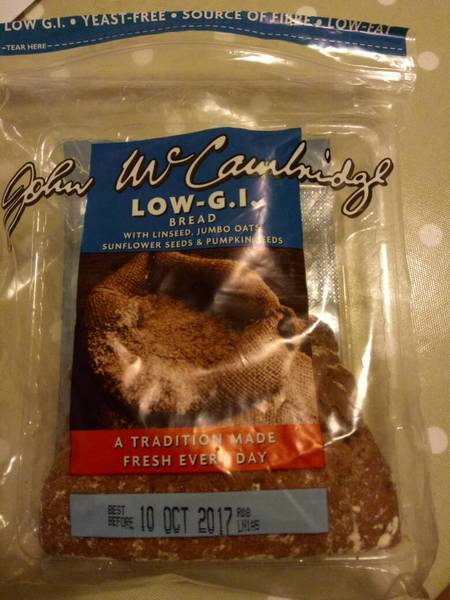 LOW G.I. • YEAST-FREE • SOURCE OF FIBRE • LOW-FAT
TEAR HERE
John McCambridge
LOW-G.I.
BREAD
WITH LINSEED, JUMBO OATS
SUNFLOWER SEEDS & PUMPKIN SEEDS
A TRADITION MADE
FRESH EVERY DAY
BEST BEFORE 10 OCT 2017